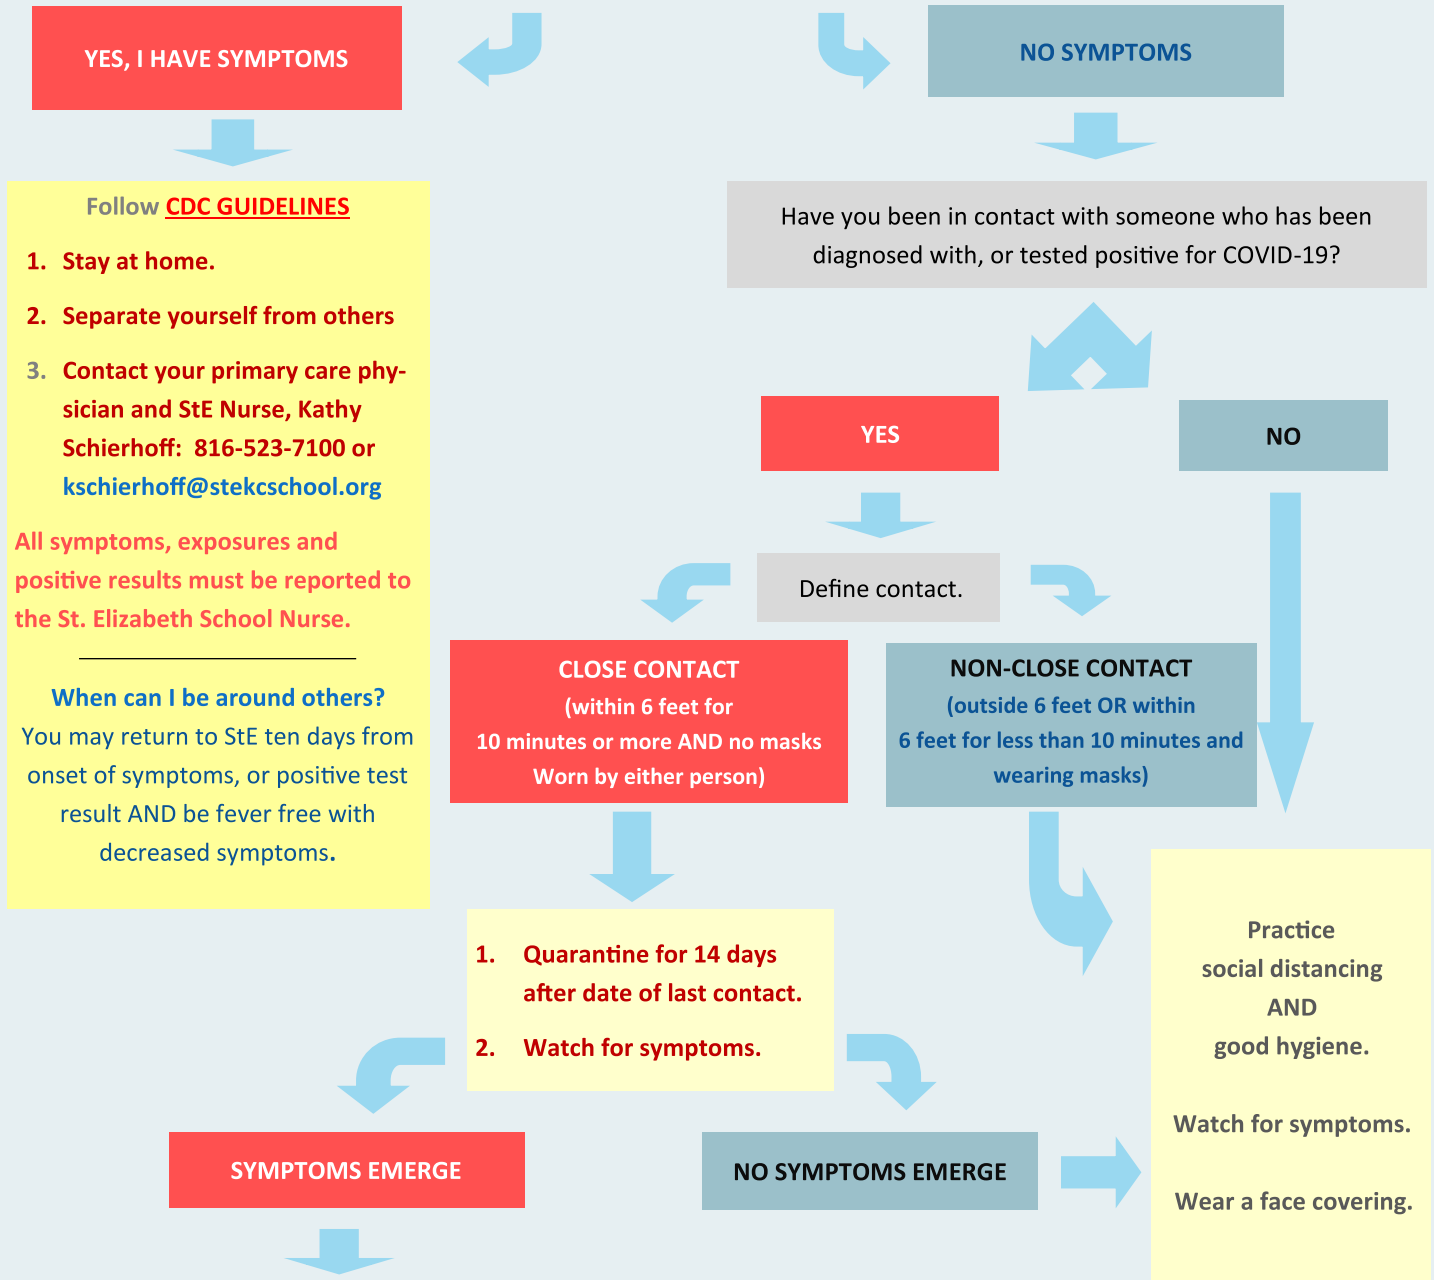 YES, I HAVE SYMPTOMS
NO SYMPTOMS
Follow CDC GUIDELINES
1. Stay at home.
2. Separate yourself from others
3. Contact your primary care phy-
sician and StE Nurse, Kathy
Schierhoff:  816-523-7100 or
kschierhoff@stekcschool.org
All symptoms, exposures and
positive results must be reported to
the St. Elizabeth School Nurse.
When can I be around others?
You may return to StE ten days from
onset of symptoms, or positive test
result AND be fever free with
decreased symptoms.
Have you been in contact with someone who has been
diagnosed with, or tested positive for COVID-19?
YES
NO
Define contact.
CLOSE CONTACT
(within 6 feet for
10 minutes or more AND no masks
Worn by either person)
NON-CLOSE CONTACT
(outside 6 feet OR within
6 feet for less than 10 minutes and
wearing masks)
1. Quarantine for 14 days
after date of last contact.
2. Watch for symptoms.
SYMPTOMS EMERGE
NO SYMPTOMS EMERGE
Practice
social distancing
AND
good hygiene.
Watch for symptoms.
Wear a face covering.